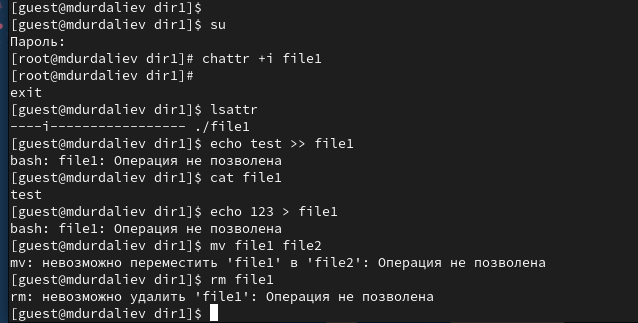 [guest@mdurdaliev dir1]$
[guest@mdurdaliev dir1]$ su
Пароль:
[root@mdurdaliev dir1]# chattr +i file1
[root@mdurdaliev dir1]#
exit
[guest@mdurdaliev dir1]$ lsattr
----i----------------- ./file1
[guest@mdurdaliev dir1]$ echo test >> file1
bash: file1: Операция не позволена
[guest@mdurdaliev dir1]$ cat file1
test
[guest@mdurdaliev dir1]$ echo 123 > file1
bash: file1: Операция не позволена
[guest@mdurdaliev dir1]$ mv file1 file2
mv: невозможно переместить 'file1' в 'file2': Операция не позволена
[guest@mdurdaliev dir1]$ rm file1
rm: невозможно удалить 'file1': Операция не позволена
[guest@mdurdaliev dir1]$